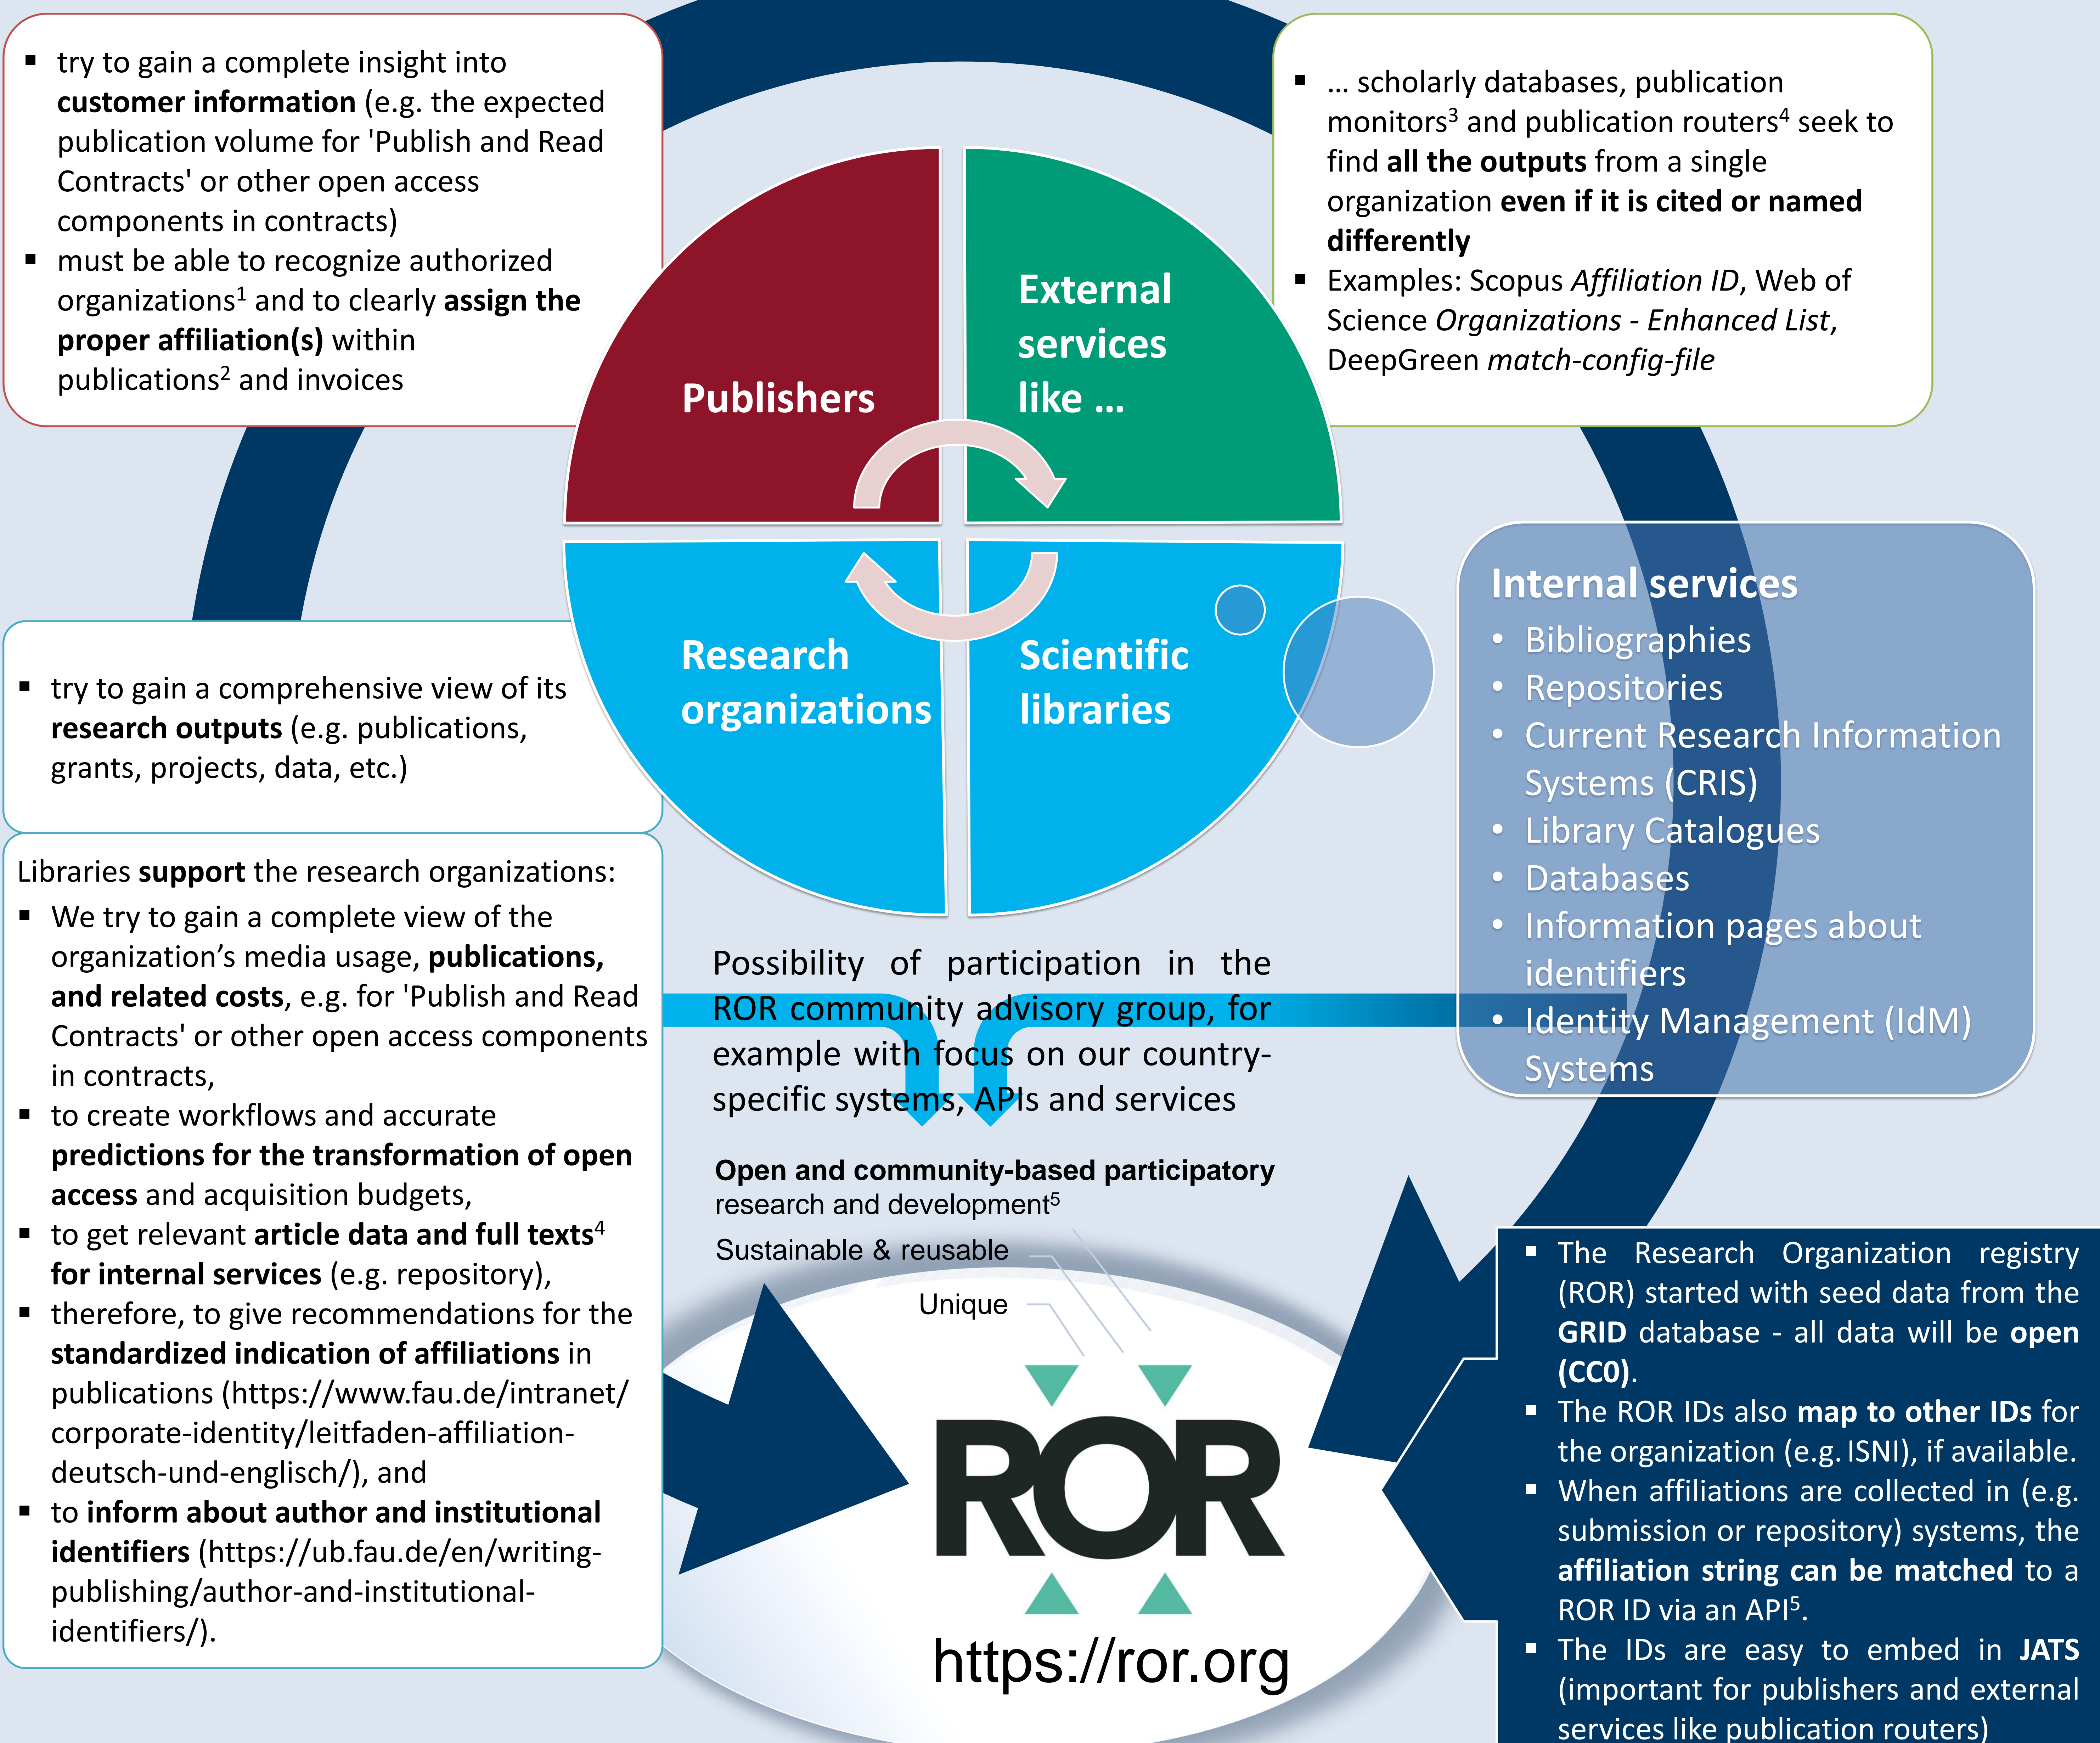 ▪ try to gain a complete insight into
customer information (e.g. the expected
publication volume for 'Publish and Read
Contracts' or other open access
components in contracts)
▪ must be able to recognize authorized
organizations¹ and to clearly assign the
proper affiliation(s) within
publications² and invoices
▪ ... scholarly databases, publication
monitors³ and publication routers⁴ seek to
find all the outputs from a single
organization even if it is cited or named
differently
▪ Examples: Scopus Affiliation ID, Web of
Science Organizations - Enhanced List,
DeepGreen match-config-file
Publishers
External
services
like ...
Research
organizations
Scientific
libraries
Internal services
• Bibliographies
• Repositories
• Current Research Information
Systems (CRIS)
• Library Catalogues
• Databases
• Information pages about
identifiers
• Identity Management (IdM)
Systems
▪ try to gain a comprehensive view of its
research outputs (e.g. publications,
grants, projects, data, etc.)
Libraries support the research organizations:
▪ We try to gain a complete view of the
organization’s media usage, publications,
and related costs, e.g. for 'Publish and Read
Contracts' or other open access components
in contracts,
▪ to create workflows and accurate
predictions for the transformation of open
access and acquisition budgets,
▪ to get relevant article data and full texts⁴
for internal services (e.g. repository),
▪ therefore, to give recommendations for the
standardized indication of affiliations in
publications (https://www.fau.de/intranet/
corporate-identity/leitfaden-affiliation-
deutsch-und-englisch/), and
▪ to inform about author and institutional
identifiers (https://ub.fau.de/en/writing-
publishing/author-and-institutional-
identifiers/).
Possibility of participation in the
ROR community advisory group, for
example with focus on our country-
specific systems, APIs and services
Open and community-based participatory
research and development⁵
Sustainable & reusable
Unique
ROR
https://ror.org
▪ The Research Organization registry
(ROR) started with seed data from the
GRID database - all data will be open
(CC0).
▪ The ROR IDs also map to other IDs for
the organization (e.g. ISNI), if available.
▪ When affiliations are collected in (e.g.
submission or repository) systems, the
affiliation string can be matched to a
ROR ID via an API⁵.
▪ The IDs are easy to embed in JATS
(important for publishers and external
services like publication routers)